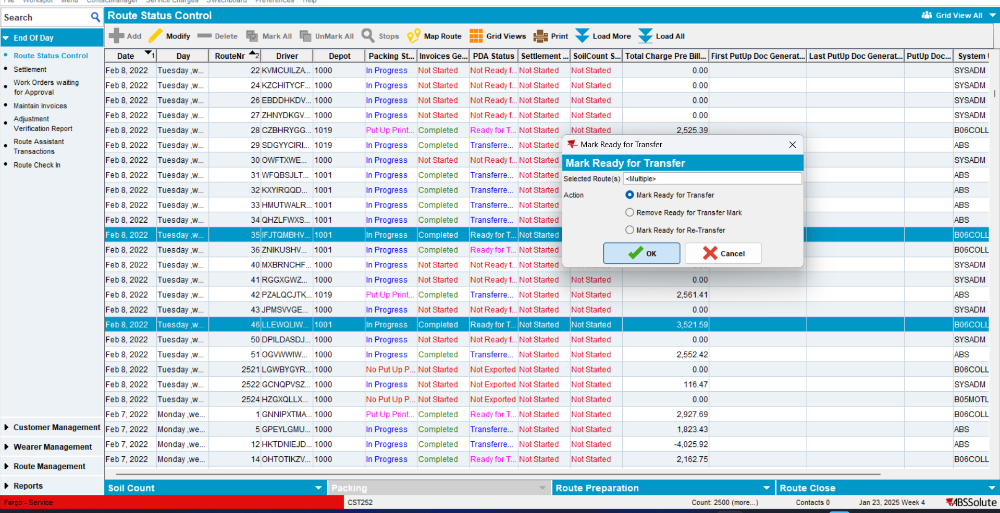 File Workspot Menu ContactManager Service Charges Switchboard Preferences Help
Search
Route Status Control
Grid View All
End Of Day
Add Modify Delete Mark All UnMark All Stops Map Route Grid Views Print Load More Load All
Route Status Control
Settlement
Work Orders waiting
for Approval
Maintain Invoices
Adjustment
Verification Report
Route Assistant
Transactions
Route Check In
Customer Management
Wearer Management
Route Management
Reports
Date 1 Day RouteNr 2 Driver Depot Packing St... Invoices Ge... PDA Status Settlement ... SoilCount S... Total Charge Pre Bill... First PutUp Doc Generat... Last PutUp Doc Generat... PutUp Doc... System
Feb 8, 2022 Tuesday ,w... 22 KVMCUILZA... 1000 In Progress Not Started Not Ready f... Not Started Not Started 0.00 SYSADM
Feb 8, 2022 Tuesday ,w... 24 KZCHITYCF... 1000 In Progress Not Started Not Ready f... Not Started Not Started 0.00 SYSADM
Feb 8, 2022 Tuesday ,w... 26 EBDDHKDV... 1000 In Progress Not Started Not Ready f... Not Started Not Started 0.00 SYSADM
Feb 8, 2022 Tuesday ,w... 27 ZHNYDKGV... 1000 In Progress Not Started Not Ready f... Not Started Not Started 0.00 SYSADM
Feb 8, 2022 Tuesday ,w... 28 CZBHRYGG... 1019 Put Up Print... Completed Ready for T... Not Started Not Started 2,525.39 B06COLL
Feb 8, 2022 Tuesday ,w... 29 SDGYYCIRI... 1019 In Progress Completed Transferre... Not Started ABS
Feb 8, 2022 Tuesday ,w... 30 OWFTXWE... 1000 In Progress Not Started Not Ready f... Not Started SYSADM
Feb 8, 2022 Tuesday ,w... 31 WFQBSJLT... 1001 In Progress Completed Transferre... Not Started ABS
Feb 8, 2022 Tuesday ,w... 32 KXYIRQQD... 1001 In Progress Completed Transferre... Not Started ABS
Feb 8, 2022 Tuesday ,w... 33 HMUTWALR... 1001 In Progress Completed Transferre... Not Started ABS
Feb 8, 2022 Tuesday ,w... 34 QHZLFWXS... 1001 In Progress Completed Transferre... Not Started ABS
Feb 8, 2022 Tuesday ,w... 35 IFJTQMBHV... 1001 In Progress Completed Ready for T... Not Started B06COLL
Feb 8, 2022 Tuesday ,w... 36 ZNIKUSHV... 1001 In Progress Completed Ready for T... Not Started B06COLL
Feb 8, 2022 Tuesday ,w... 40 MXBRNCHF... 1000 In Progress Not Started Not Ready f... Not Started SYSADM
Feb 8, 2022 Tuesday ,w... 41 RGGXGWZ... 1000 In Progress Not Started Not Ready f... Not Started Not Started 0.00 SYSADM
Feb 8, 2022 Tuesday ,w... 42 PZALQCJTK... 1019 Put Up Print... Completed Transferre... Not Started Not Started 2,561.41 ABS
Feb 8, 2022 Tuesday ,w... 43 JPMSVVGE... 1000 In Progress Not Started Not Ready f... Not Started Not Started 0.00 SYSADM
Feb 8, 2022 Tuesday ,w... 46 LLEWQLIW... 1001 In Progress Completed Ready for T... Not Started Not Started 3,521.59 B06COLL
Feb 8, 2022 Tuesday ,w... 50 DPILDASDJ... 1000 In Progress Not Started Not Ready f... Not Started Not Started 0.00 SYSADM
Feb 8, 2022 Tuesday ,w... 51 OGVWWIW... 1000 In Progress Completed Transferre... Not Started Not Started 2,552.42 ABS
Feb 8, 2022 Tuesday ,w... 2521 LGWBYGYR... 1000 No Put Up P... Not Started Not Exported Not Started Not Started 0.00 B06COLL
Feb 8, 2022 Tuesday ,w... 2522 GCNQPVSZ... 1000 In Progress Not Started Not Exported Not Started Not Started 116.47 SYSADM
Feb 8, 2022 Tuesday ,w... 2524 HZGXQLLX... 1000 No Put Up P... Not Started Not Exported Not Started Not Started 0.00 B05MOTL
Feb 7, 2022 Monday ,we... 1 GNNIPXTMA... 1000 Put Up Print... Completed Ready for T... Not Started Not Started 2,927.69 B06COLL
Feb 7, 2022 Monday ,we... 5 GPEYLGMU... 1000 In Progress Completed Transferre... Not Started Not Started 1,823.43 ABS
Feb 7, 2022 Monday ,we... 12 HKTDNIEJD... 1000 In Progress Completed Transferre... Not Started Not Started -4,025.92 ABS
Feb 7, 2022 Monday ,we... 14 OHTOTIKZV... 1000 In Progress Completed Ready for T... Not Started Not Started 2,162.75 B06COLL
Mark Ready for Transfer
Mark Ready for Transfer
Selected Route(s) <Multiple>
Action Mark Ready for Transfer
Remove Ready for Transfer Mark
Mark Ready for Re-Transfer
OK Cancel
Soil Count Packing Route Preparation Route Close
Fargo - Service CST252 Count: 2500 (more...) Contacts 0 Jan 23, 2025 Week 4 ABSSolute